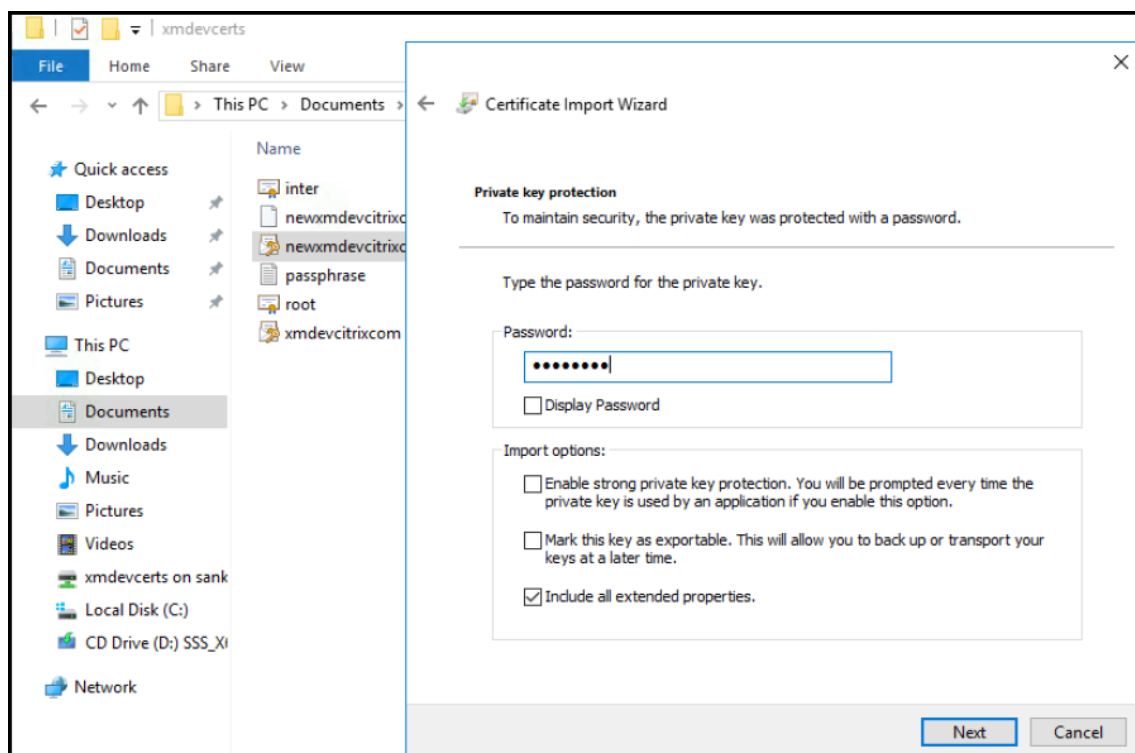 xmdevcerts
File Home Share View
This PC > Documents >
Quick access
Desktop
Downloads
Documents
Pictures
This PC
Desktop
Documents
Downloads
Music
Pictures
Videos
xmdevcerts on sank
Local Disk (C:)
CD Drive (D:) SSS_X
Network
Name
inter
newxmdevcitrixc
newxmdevcitrixc
passphrase
root
xmdevcitrixcom
Certificate Import Wizard
Private key protection
To maintain security, the private key was protected with a password.
Type the password for the private key.
Password:
••••••••
Display Password
Import options:
Enable strong private key protection. You will be prompted every time the
private key is used by an application if you enable this option.
Mark this key as exportable. This will allow you to back up or transport your
keys at a later time.
Include all extended properties.
Next Cancel